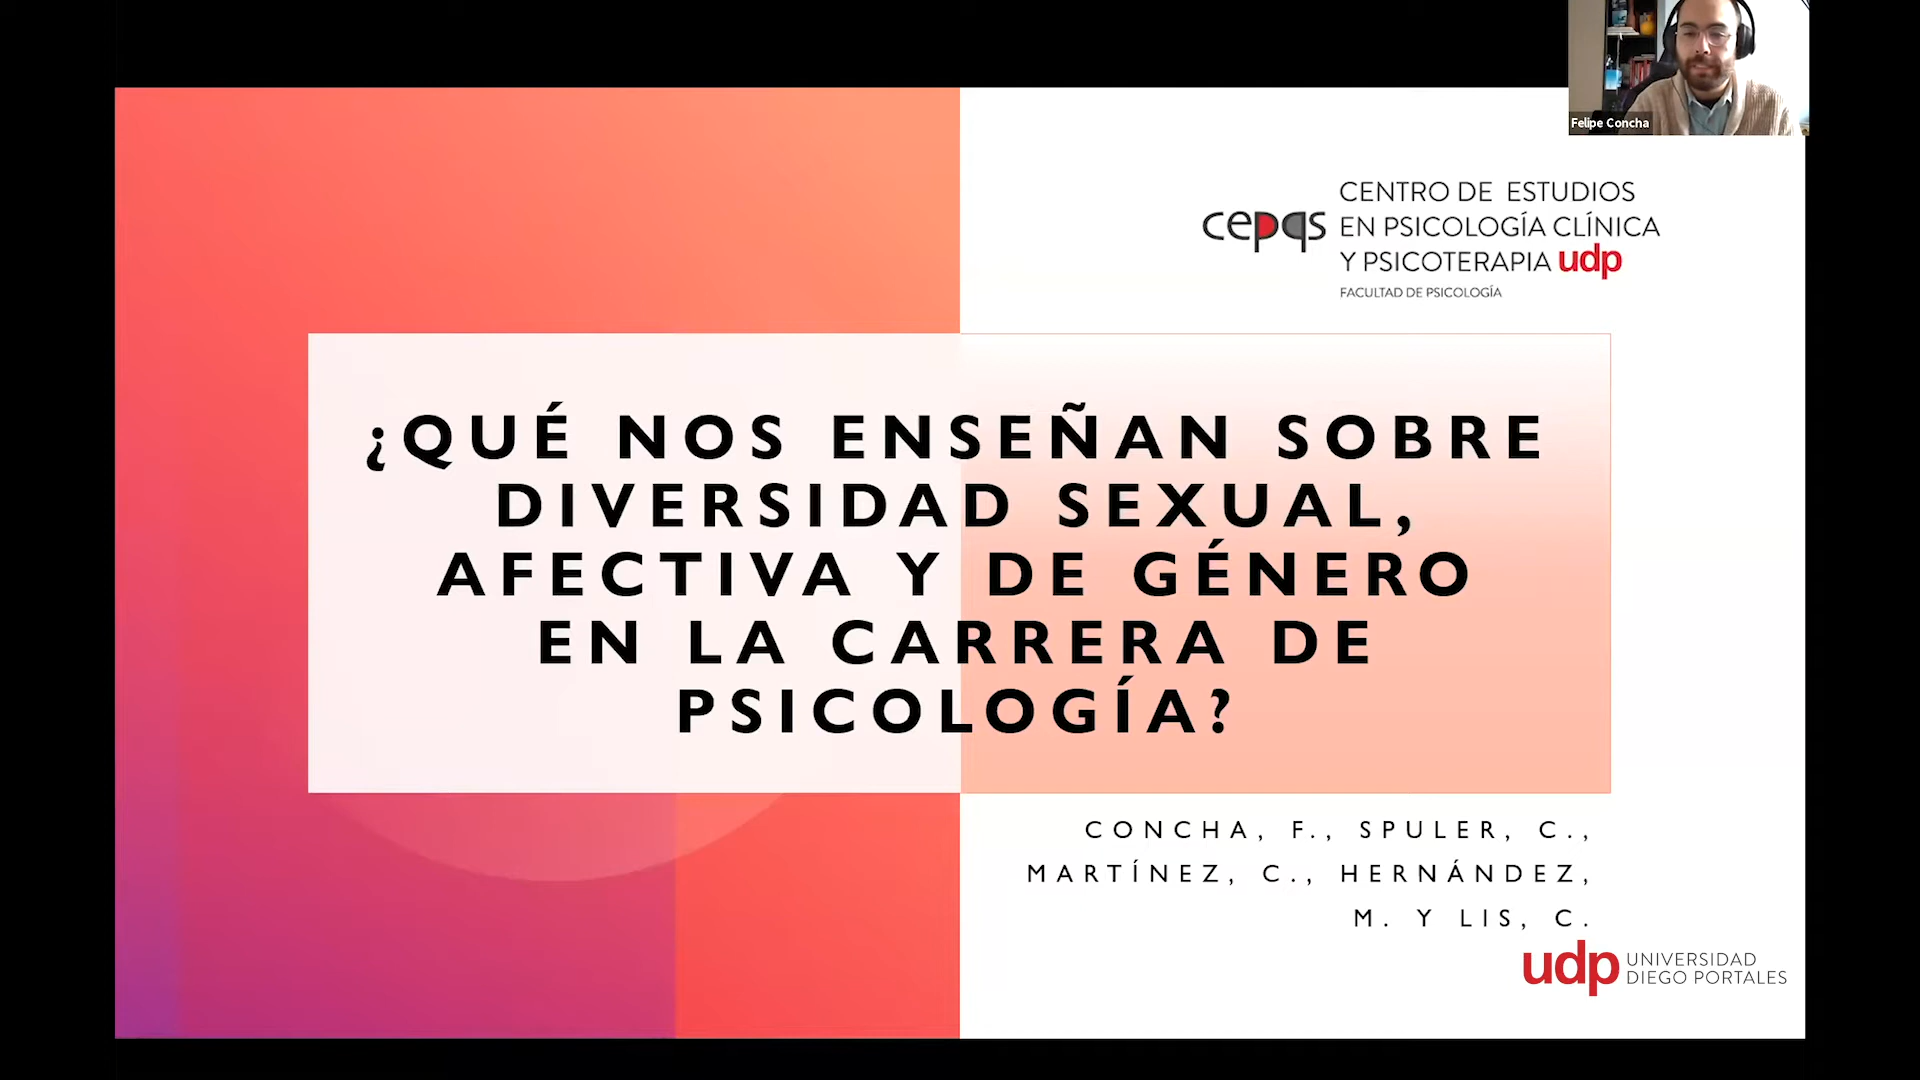 Felipe Concha
cepps
CENTRO DE ESTUDIOS
EN PSICOLOGÍA CLÍNICA
Y PSICOTERAPIA udp
FACULTAD DE PSICOLOGÍA
¿QUÉ NOS ENSEÑAN SOBRE
DIVERSIDAD SEXUAL,
AFECTIVA Y DE GÉNERO
EN LA CARRERA DE
PSICOLOGÍA?
CONCHA, F., SPULER, C.,
MARTÍNEZ, C., HERNÁNDEZ,
M. Y LIS, C.
udp UNIVERSIDAD
DIEGO PORTALES